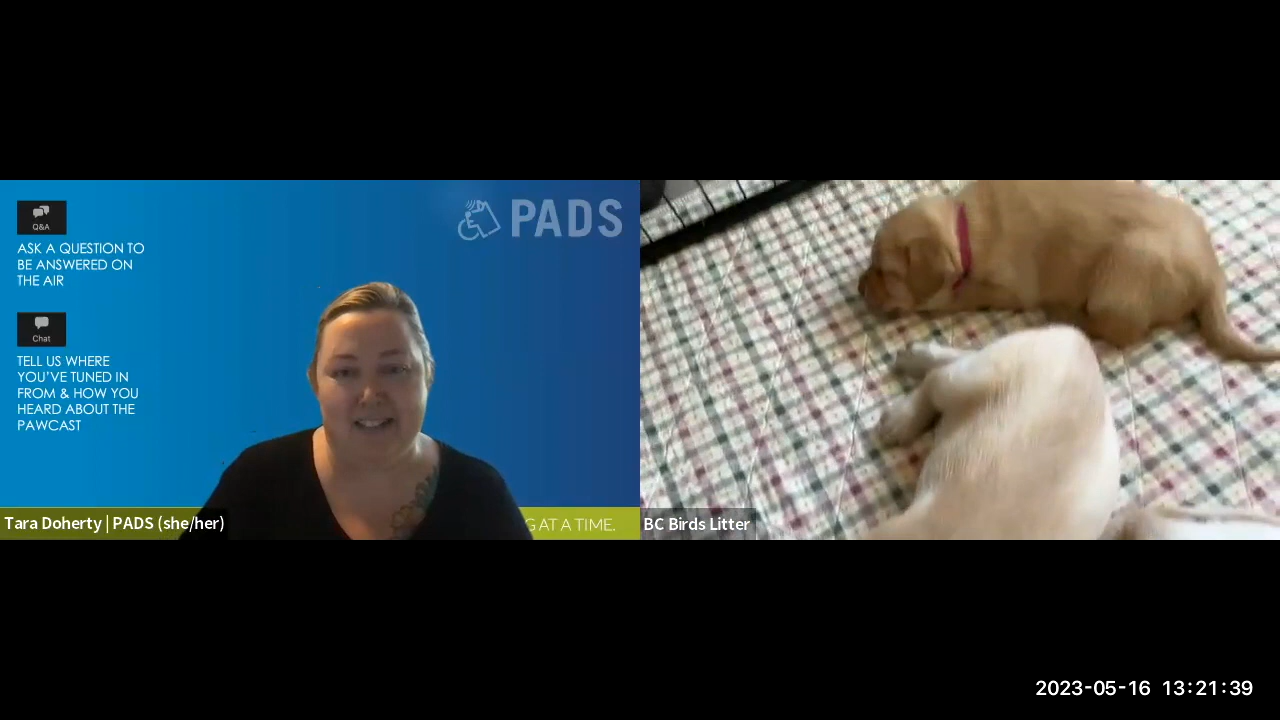 Q&A
ASK A QUESTION TO
BE ANSWERED ON
THE AIR
PADS
Chat
TELL US WHERE
YOU'VE TUNED IN
FROM & HOW YOU
HEARD ABOUT THE
PAWCAST
Tara Doherty | PADS (she/her)
G AT A TIME.
BC Birds Litter
2023-05-16 13:21:39